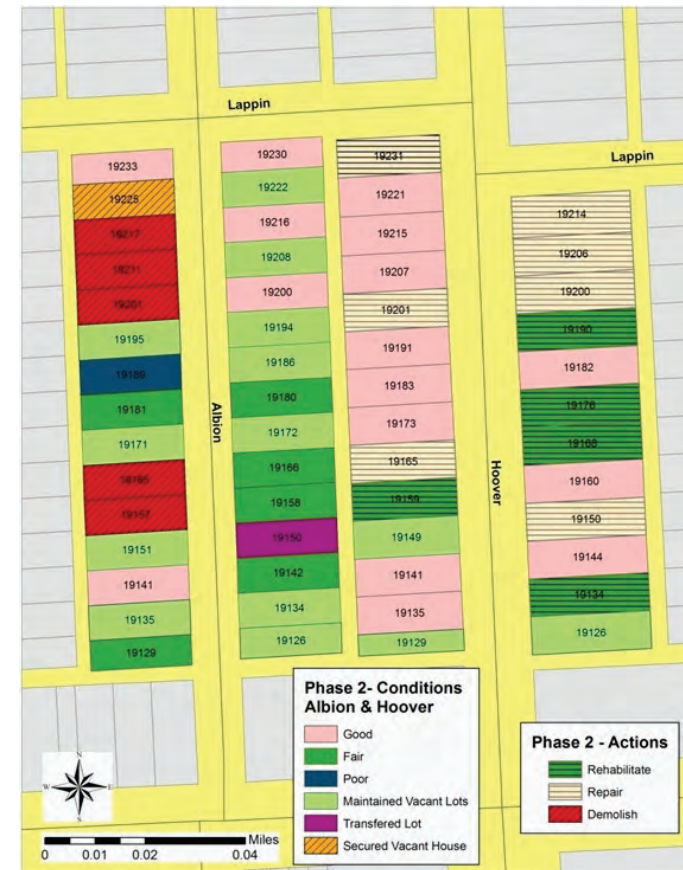 Lappin
Lappin
Albion
Hoover
19233
19225
19217
19211
19201
19195
19189
19181
19171
19157
19151
19141
19135
19129
19230
19222
19216
19208
19200
19194
19186
19180
19172
19166
19158
19150
19142
19134
19126
19231
19221
19215
19207
19201
19191
19183
19173
19165
19159
19149
19141
19135
19129
19214
19206
19200
19190
19182
19176
19168
19160
19150
19144
19134
19126
Phase 2- Conditions
Albion & Hoover
Good
Fair
Poor
Maintained Vacant Lots
Transfered Lot
Secured Vacant House
Phase 2 - Actions
Rehabilitate
Repair
Demolish
N
W
E
S
Miles
0 0.01 0.02 0.04